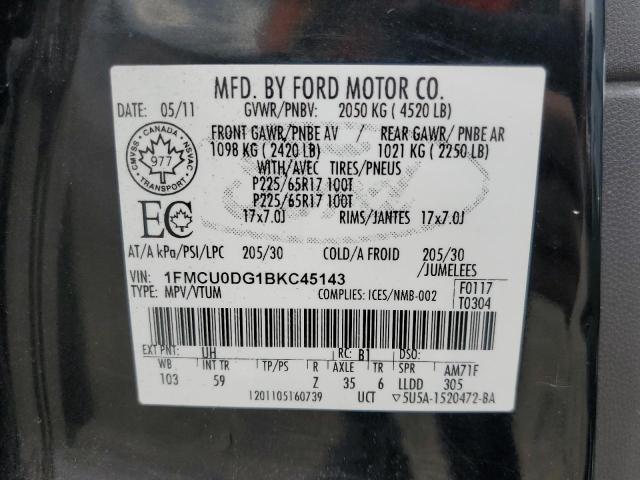 MFD. BY FORD MOTOR CO.
DATE: 05/11 GVWR/PNBV: 2050 KG ( 4520 LB)
FRONT GAWR/PNBE AV / REAR GAWR/ PNBE AR
1098 KG ( 2420 LB) 1021 KG ( 2250 LB)
WITH/AVEC TIRES/PNEUS
P225/65R17 100T
P225/65R17 100T
17x7.0J RIMS/JANTES 17x7.0J
CANADA
CMVSS NSVAC
977
TRANSPORT
EC
AT/A kPa/PSI/LPC 205/30 COLD/A FROID 205/30
/JUMELEES
VIN: 1FMCU0DG1BKC45143
TYPE: MPV/VTUM COMPLIES: ICES/NMB-002
F0117
T0304
EXT PNT: UH RC: B1 DSO:
WB INT TR TP/PS R AXLE TR SPR AM71F
103 59 Z 35 6 LLDD 305
1201105160739 UCT 5U5A-1520472-BA